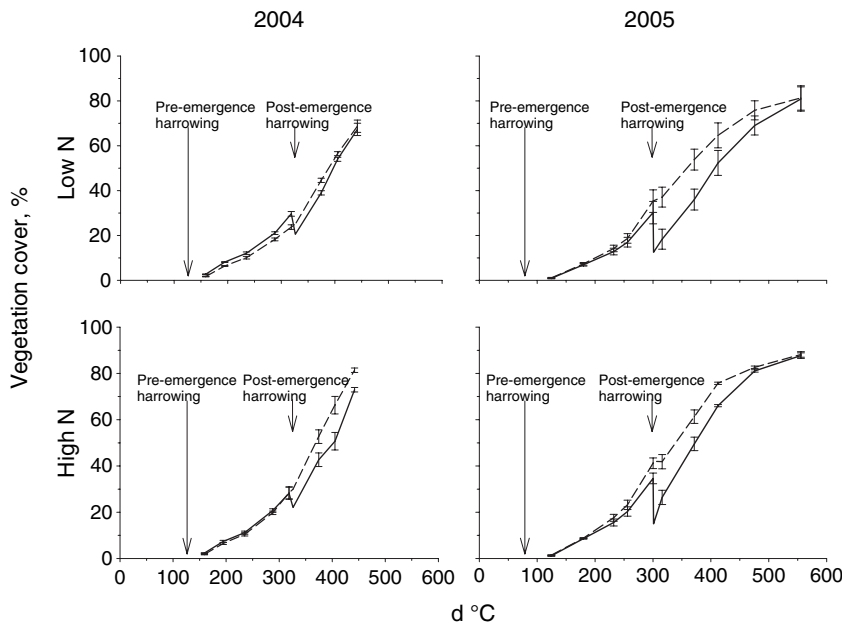 2004
2005
Vegetation cover, %
Low N
100
80
60
40
20
0
Pre-emergence
harrowing
Post-emergence
harrowing
Pre-emergence
harrowing
Post-emergence
harrowing
High N
100
80
60
40
20
0
Pre-emergence
harrowing
Post-emergence
harrowing
Pre-emergence
harrowing
Post-emergence
harrowing
0 100 200 300 400 500 600
0 100 200 300 400 500 600
d °C